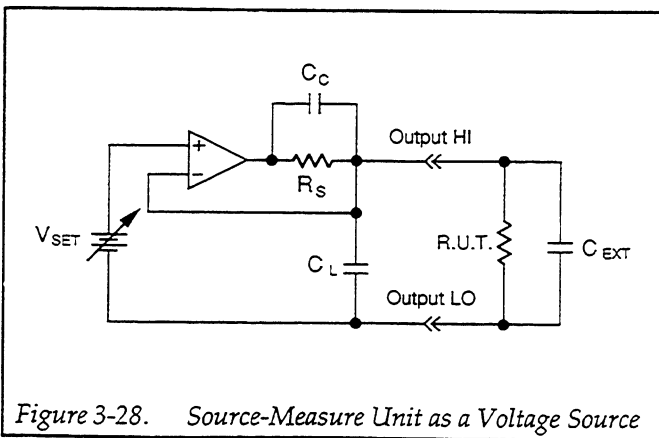 C_C
Output HI
+
−
R_S
V_SET
R.U.T.
C_EXT
C_L
Output LO
Figure 3-28. Source-Measure Unit as a Voltage Source